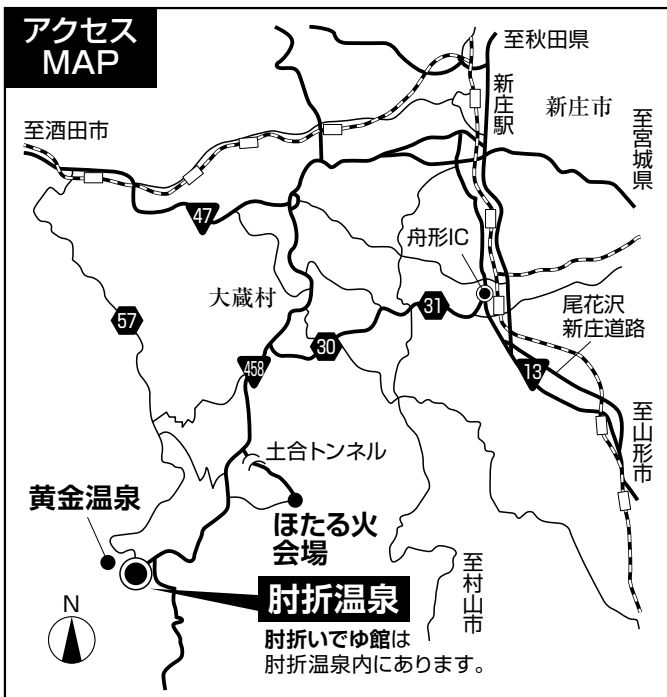 アクセス
MAP
至秋田県
新庄駅
新庄市
至宮城県
至酒田市
47
舟形IC
大蔵村
57
31
尾花沢
新庄道路
30
458
13
至山形市
土合トンネル
黄金温泉
ほたる火
会場
至村山市
肘折温泉
N
肘折いでゆ館は
肘折温泉内にあります。